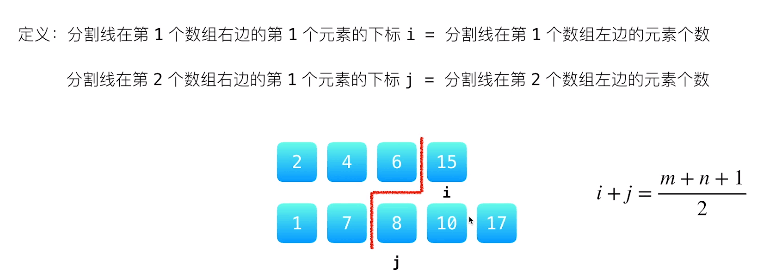 定义：分割线在第 1 个数组右边的第 1 个元素的下标 i = 分割线在第 1 个数组左边的元素个数
分割线在第 2 个数组右边的第 1 个元素的下标 j = 分割线在第 2 个数组左边的元素个数
2 4 6 15
i
i + j = \frac{m + n + 1}{2}
1 7 8 10 17
j